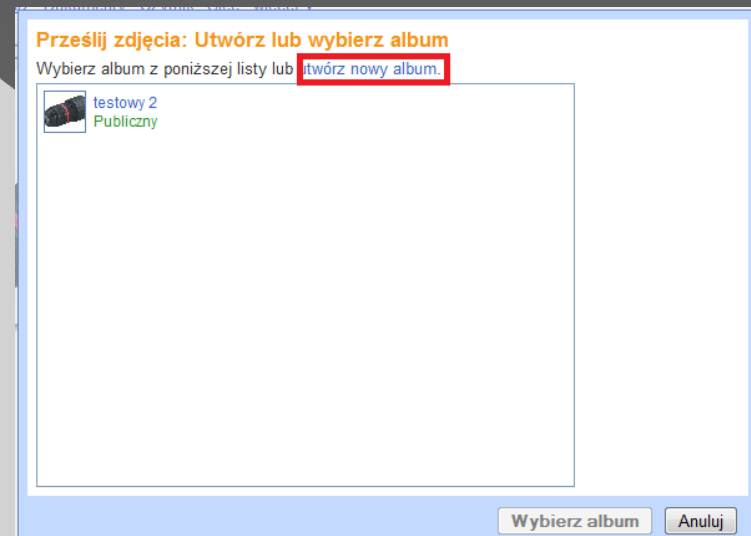 Prześlij zdjęcia: Utwórz lub wybierz album
Wybierz album z poniższej listy lub utwórz nowy album.
testowy 2
Publiczny
Wybierz album
Anuluj